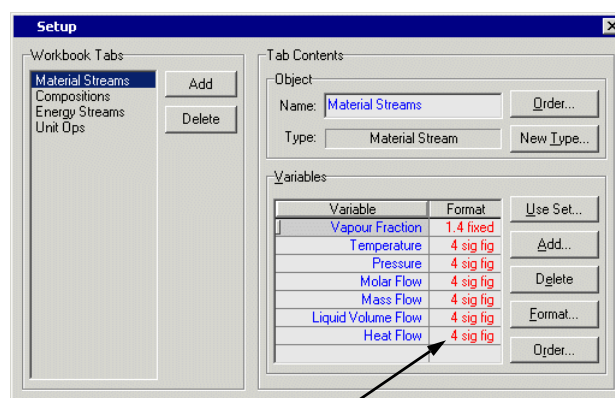 Setup
Workbook Tabs
Material Streams
Compositions
Energy Streams
Unit Ops
Add
Delete
Tab Contents
Object
Name: Material Streams
Order...
Type: Material Stream
New Type...
Variables
Variable Format
Vapour Fraction 1.4 fixed
Temperature 4 sig fig
Pressure 4 sig fig
Molar Flow 4 sig fig
Mass Flow 4 sig fig
Liquid Volume Flow 4 sig fig
Heat Flow 4 sig fig
Use Set...
Add...
Delete
Format...
Order...